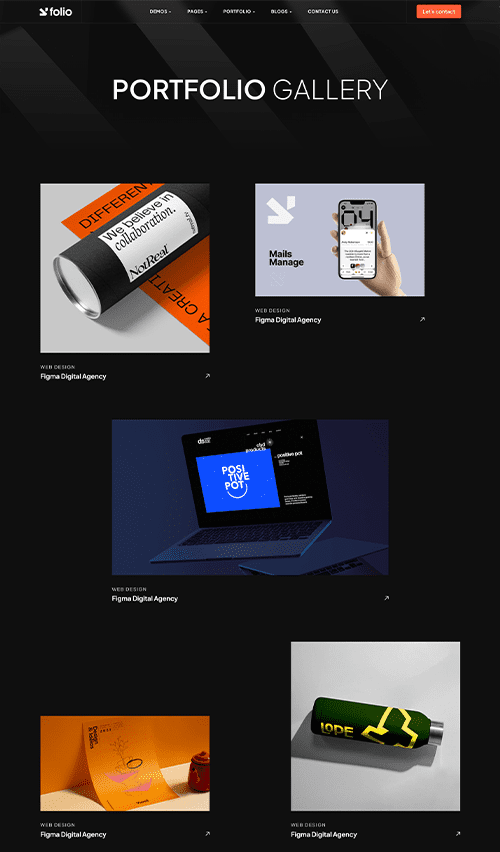 folio
DEMOS
PAGES
PORTFOLIO
BLOGS
CONTACT US
Let's contact
PORTFOLIO GALLERY
DIFFERENT
We believe in
collaboration.
NotReal
A CREATI
04
Mails
Manage
WEB DESIGN
Figma Digital Agency
WEB DESIGN
Figma Digital Agency
products
positive pot
POSI
TIVE
POT
WEB DESIGN
Figma Digital Agency
LOPE
WEB DESIGN
Figma Digital Agency
WEB DESIGN
Figma Digital Agency